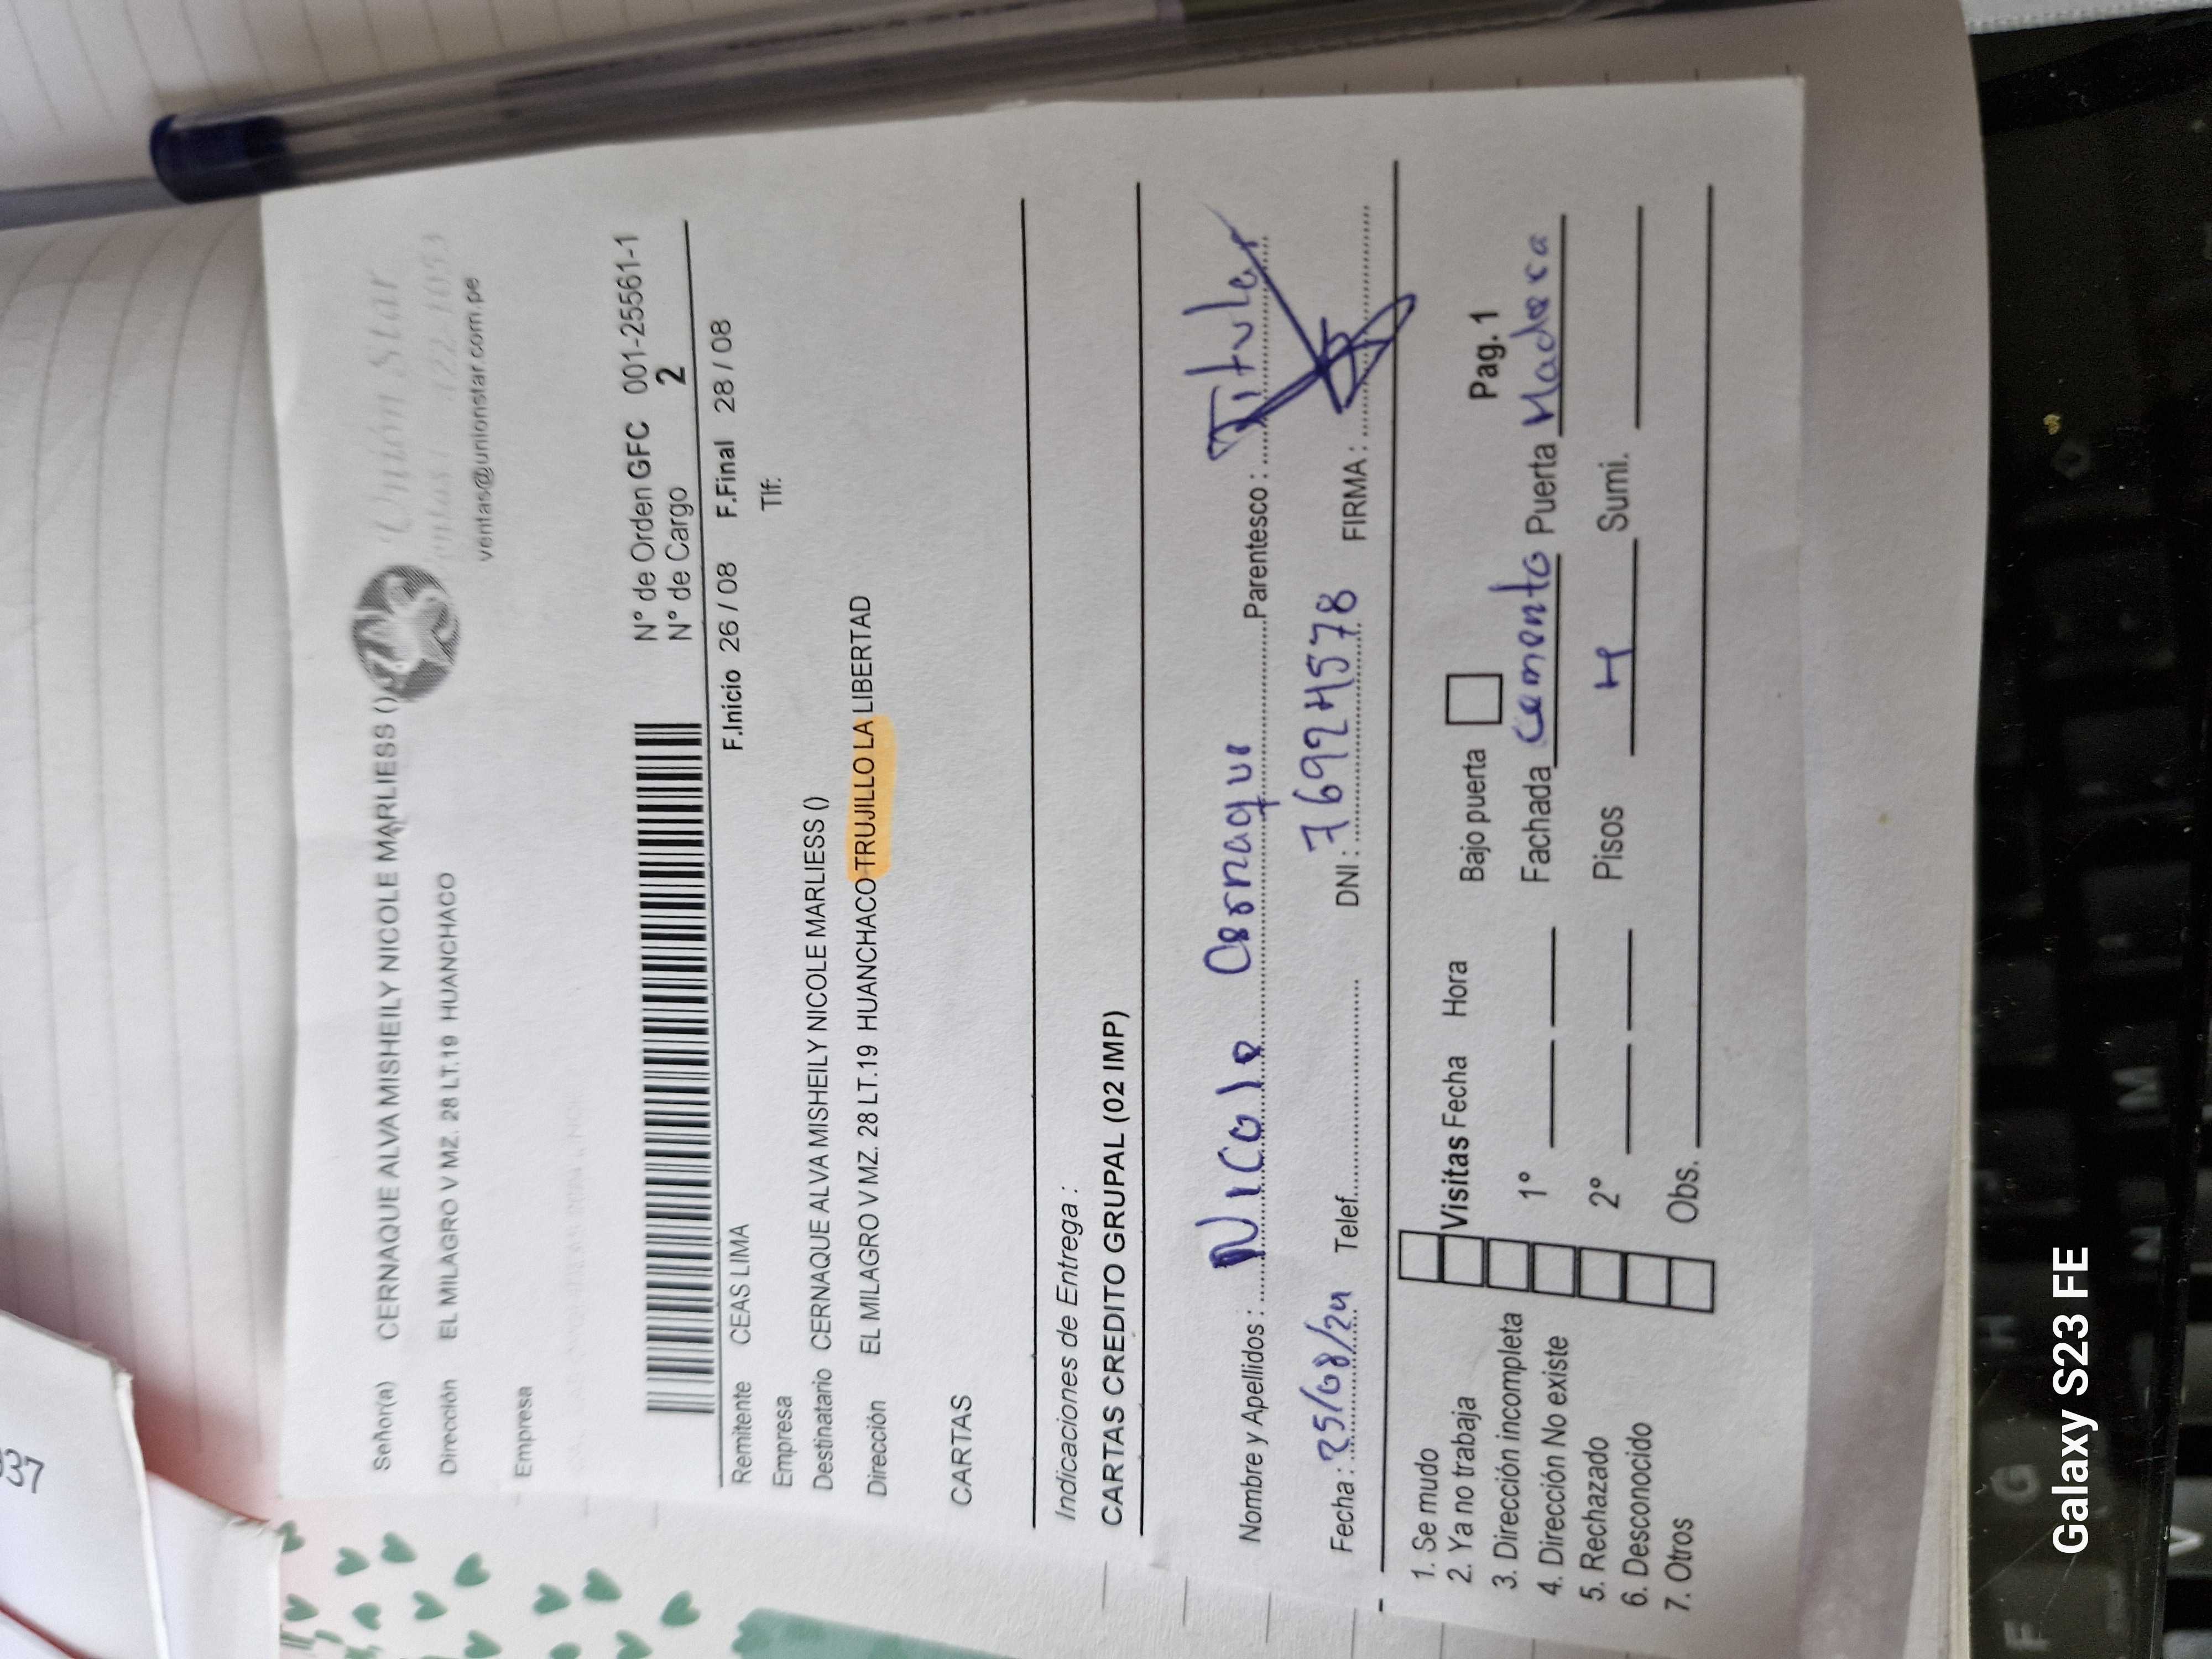 Señor(a) CERNAQUE ALVA MISHEILY NICOLE MARLIESS () Unión Star
Dirección EL MILAGRO V MZ. 28 LT.19 HUANCHACO
ventas@unionstar.com.pe
Empresa
N° de Orden GFC 001-25561-1
N° de Cargo 2
Remitente CEAS LIMA F.Inicio 26 / 08 F.Final 28 / 08
Empresa Tlf:
Destinatario CERNAQUE ALVA MISHEILY NICOLE MARLIESS ()
Dirección EL MILAGRO V MZ. 28 LT.19 HUANCHACO TRUJILLO LA LIBERTAD
CARTAS
Indicaciones de Entrega :
CARTAS CREDITO GRUPAL (02 IMP)
Nombre y Apellidos : Nicole Cernaque Parentesco : Titular
Fecha : 25/08/24 Telef. DNI : 76924578 FIRMA :
1. Se mudo
2. Ya no trabaja Visitas Fecha Hora Bajo puerta Pag. 1
3. Dirección incompleta 1° Fachada Cemento Puerta Madera
4. Dirección No existe
5. Rechazado 2° Pisos 4 Sumi.
6. Desconocido
7. Otros Obs.
37
Galaxy S23 FE
F
G
H
V
N
M